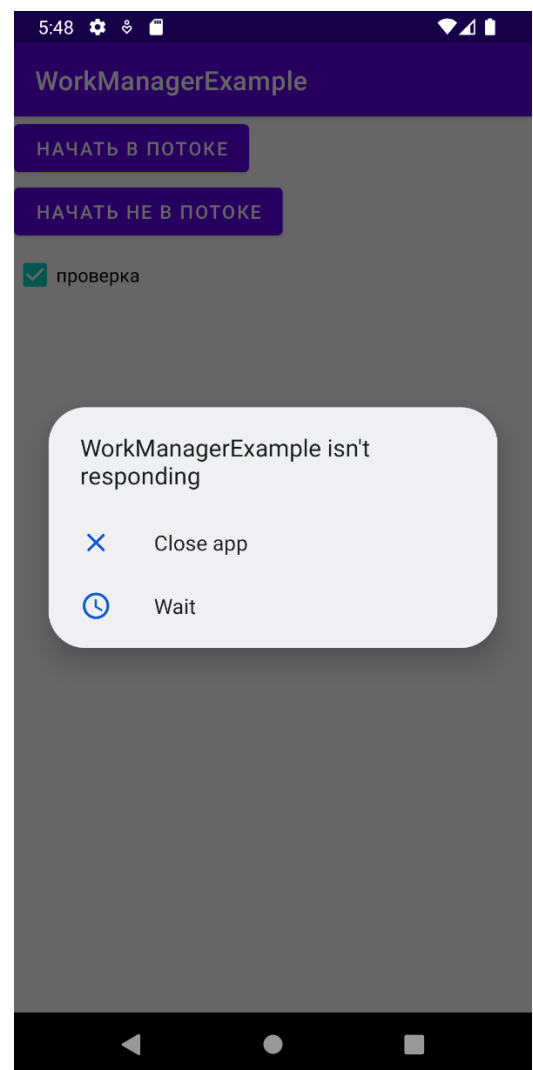 5:48
WorkManagerExample
НАЧАТЬ В ПОТОКЕ
НАЧАТЬ НЕ В ПОТОКЕ
проверка
WorkManagerExample isn't
responding
Close app
Wait